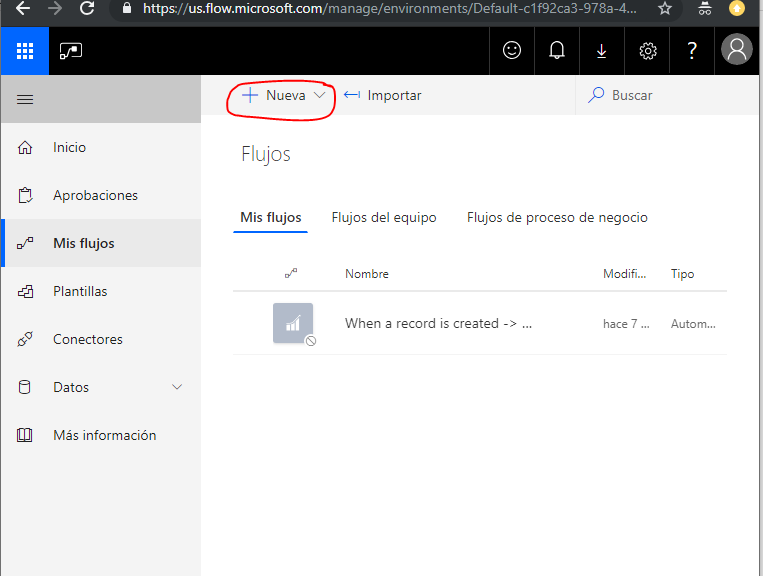 https://us.flow.microsoft.com/manage/environments/Default-c1f92ca3-978a-4...
?
Nueva Importar Buscar
Flujos
Inicio
Aprobaciones
Mis flujos
Plantillas
Conectores
Datos
Más información
Mis flujos Flujos del equipo Flujos de proceso de negocio
Nombre Modifi... Tipo
When a record is created -> ... hace 7 ... Autom...